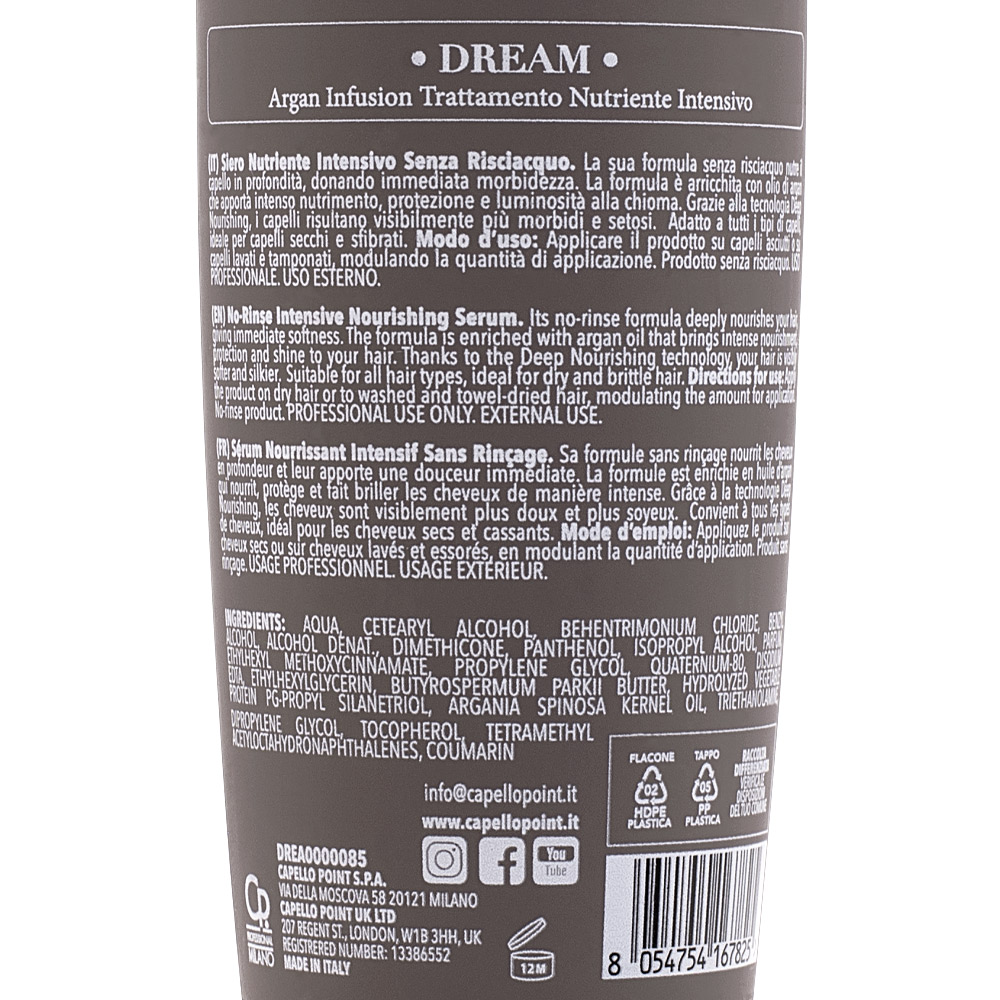 • DREAM •
Argan Infusion Trattamento Nutriente Intensivo
(IT) Siero Nutriente Intensivo Senza Risciacquo. La sua formula senza risciacquo nutre il
capello in profondità, donando immediata morbidezza. La formula è arricchita con olio di argan
che apporta intenso nutrimento, protezione e luminosità alla chioma. Grazie alla tecnologia Deep
Nourishing, i capelli risultano visibilmente più morbidi e setosi. Adatto a tutti i tipi di capelli,
ideale per capelli secchi e sfibrati. Modo d'uso: Applicare il prodotto su capelli asciutti o su
capelli lavati e tamponati, modulando la quantità di applicazione. Prodotto senza risciacquo. USO
PROFESSIONALE. USO ESTERNO.
(EN) No-Rinse Intensive Nourishing Serum. Its no-rinse formula deeply nourishes your hair,
giving immediate softness. The formula is enriched with argan oil that brings intense nourishment,
protection and shine to your hair. Thanks to the Deep Nourishing technology, your hair is visibly
softer and silkier. Suitable for all hair types, ideal for dry and brittle hair. Directions for use: Apply
the product on dry hair or to washed and towel-dried hair, modulating the amount for application.
No-rinse product. PROFESSIONAL USE ONLY. EXTERNAL USE.
(FR) Sérum Nourrissant Intensif Sans Rinçage. Sa formule sans rinçage nourrit les cheveux
en profondeur et leur apporte une douceur immédiate. La formule est enrichie en huile d'argan
qui nourrit, protège et fait briller les cheveux de manière intense. Grâce à la technologie Deep
Nourishing, les cheveux sont visiblement plus doux et plus soyeux. Convient à tous les types
de cheveux, idéal pour les cheveux secs et cassants. Mode d'emploi: Appliquez le produit sur
cheveux secs ou sur cheveux lavés et essorés, en modulant la quantité d'application. Produit sans
rinçage. USAGE PROFESSIONNEL. USAGE EXTÉRIEUR.
INGREDIENTS: AQUA, CETEARYL ALCOHOL, BEHENTRIMONIUM CHLORIDE, BENZYL
ALCOHOL, ALCOHOL DENAT., DIMETHICONE, PANTHENOL, ISOPROPYL ALCOHOL, PARFUM,
ETHYLHEXYL METHOXYCINNAMATE, PROPYLENE GLYCOL, QUATERNIUM-80, DISODIUM
EDTA, ETHYLHEXYLGLYCERIN, BUTYROSPERMUM PARKII BUTTER, HYDROLYZED VEGETABLE
PROTEIN PG-PROPYL SILANETRIOL, ARGANIA SPINOSA KERNEL OIL, TRIETHANOLAMINE,
DIPROPYLENE GLYCOL, TOCOPHEROL, TETRAMETHYL
ACETYLOCTAHYDRONAPHTHALENES, COUMARIN
FLACONE
02
HDPE
PLASTICA
TAPPO
05
PP
PLASTICA
RACCOLTA
DIFFERENZIATA
VERIFICA LE
DISPOSIZIONI
DEL TUO COMUNE
info@capellopoint.it
www.capellopoint.it
You
Tube
DREA0000085
CAPELLO POINT S.P.A.
VIA DELLA MOSCOVA 58 20121 MILANO
CAPELLO POINT UK LTD
207 REGENT ST., LONDON, W1B 3HH, UK
REGISTRERED NUMBER: 13386552
MADE IN ITALY
CP
PROFESSIONAL
MILANO
12M
8 054754 167825